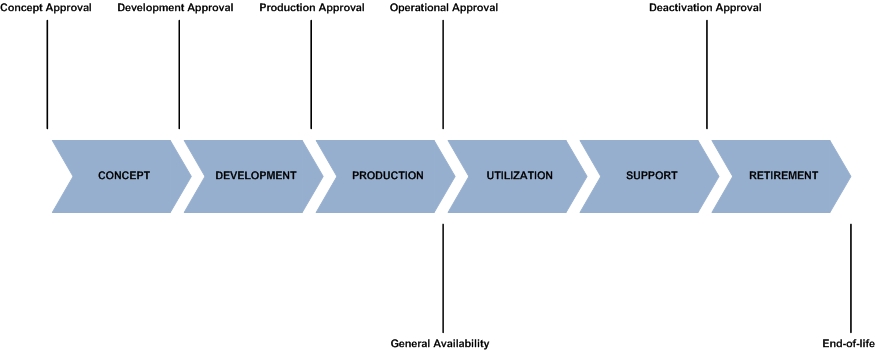 Concept Approval
Development Approval
Production Approval
Operational Approval
Deactivation Approval
CONCEPT
DEVELOPMENT
PRODUCTION
UTILIZATION
SUPPORT
RETIREMENT
General Availability
End-of-life